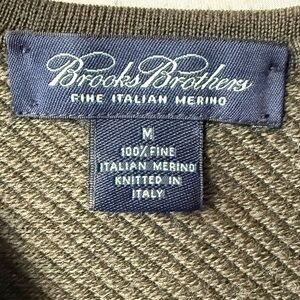 Brooks Brothers
FINE ITALIAN MERINO
M
100% FINE
ITALIAN MERINO
KNITTED IN
ITALY